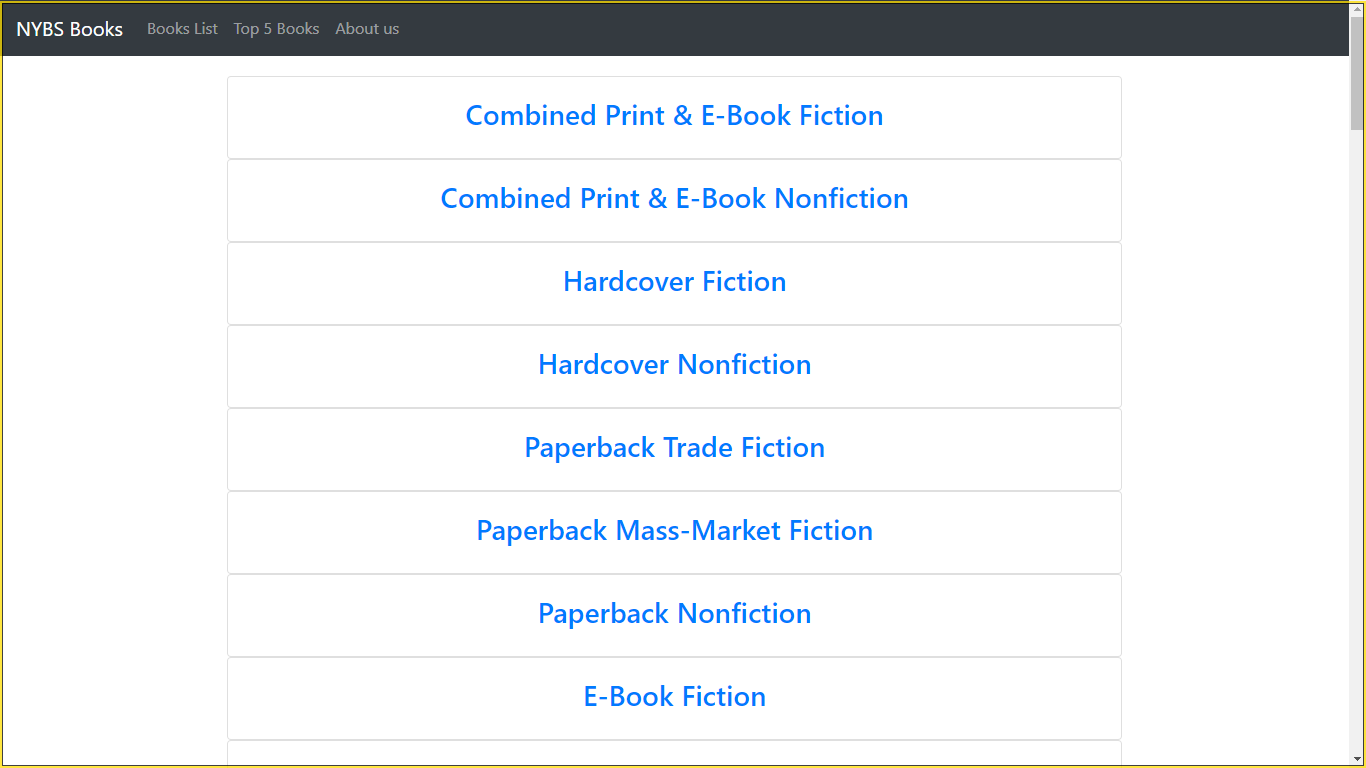 NYBS Books Books List Top 5 Books About us
Combined Print & E-Book Fiction
Combined Print & E-Book Nonfiction
Hardcover Fiction
Hardcover Nonfiction
Paperback Trade Fiction
Paperback Mass-Market Fiction
Paperback Nonfiction
E-Book Fiction